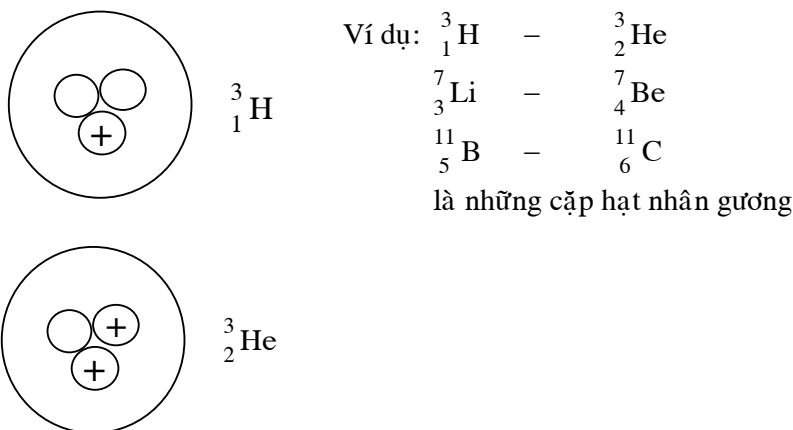 Ví dụ: ³₁H – ³₂He
⁷₃Li – ⁷₄Be
¹¹₅B – ¹¹₆C
là những cặp hạt nhân gương
³₁H
+
³₂He
+
+